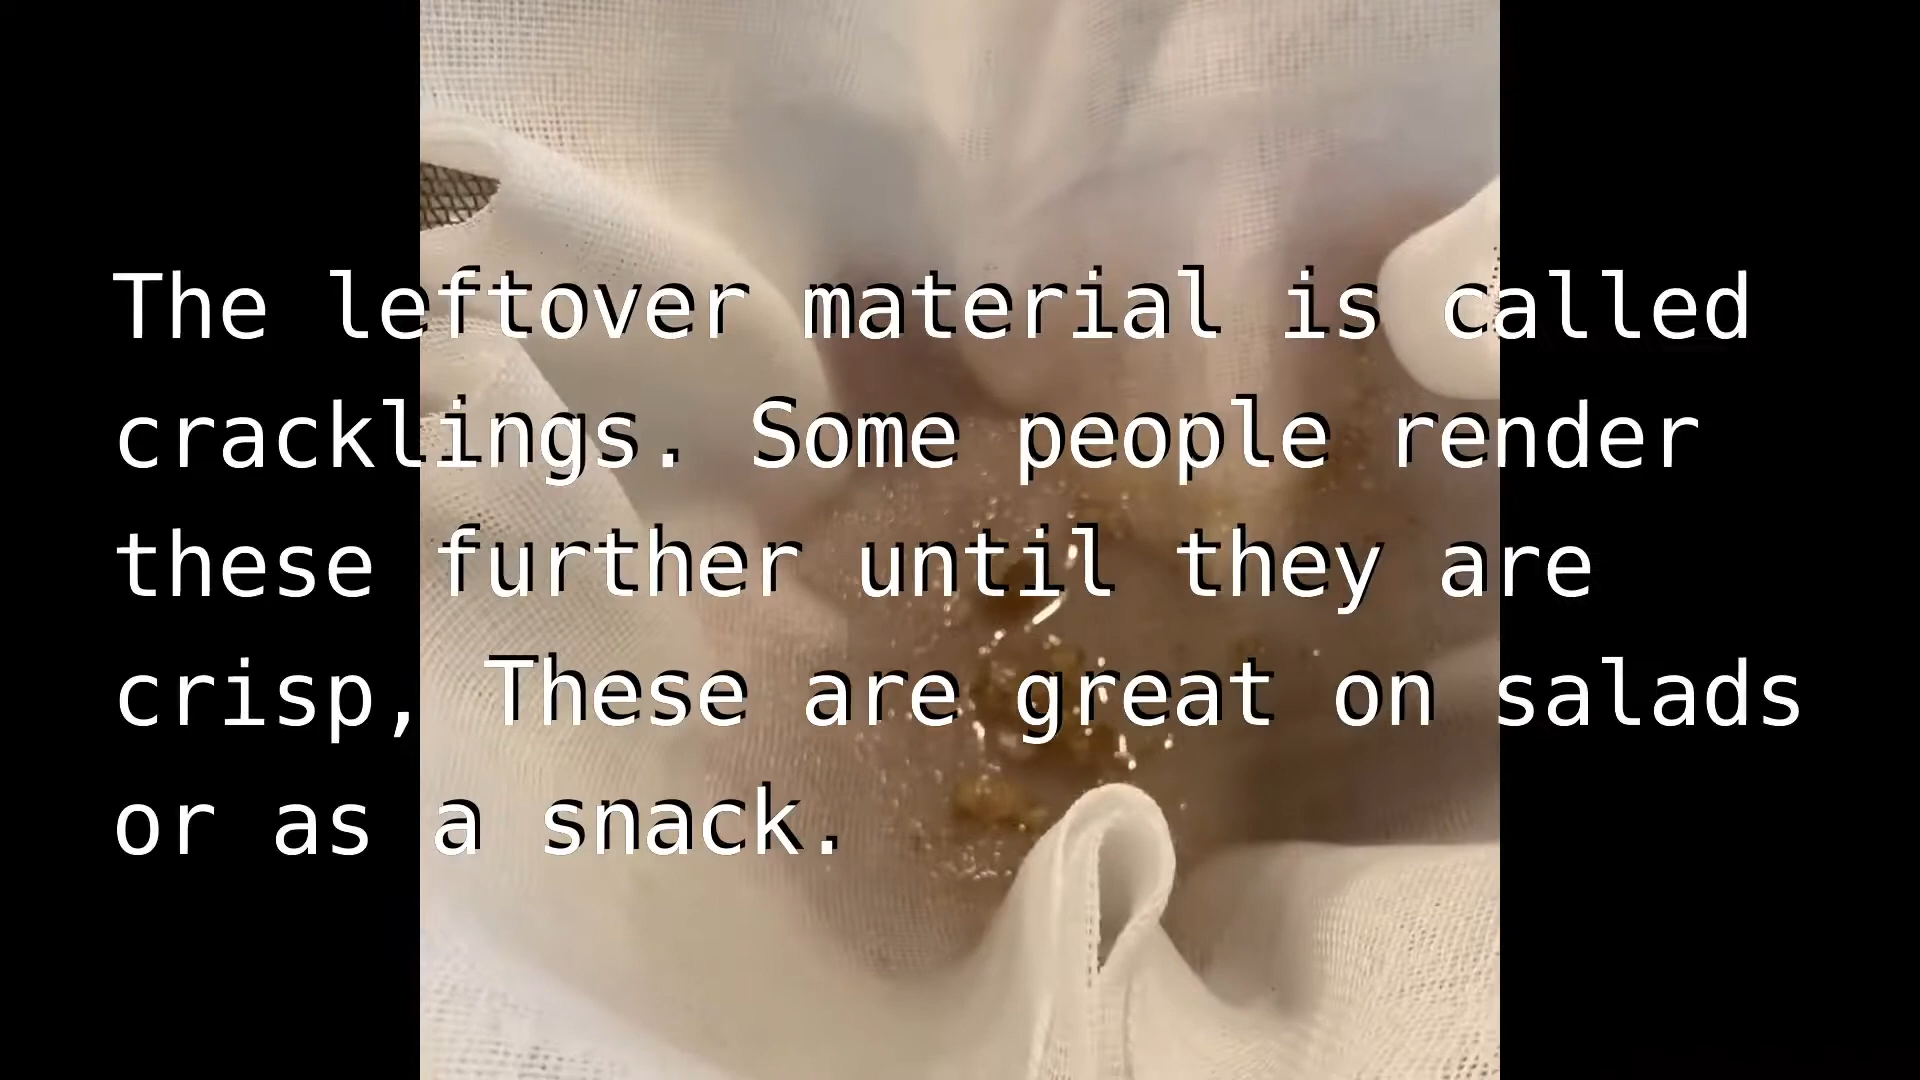 The leftover material is called
cracklings. Some people render
these further until they are
crisp, These are great on salads
or as a snack.